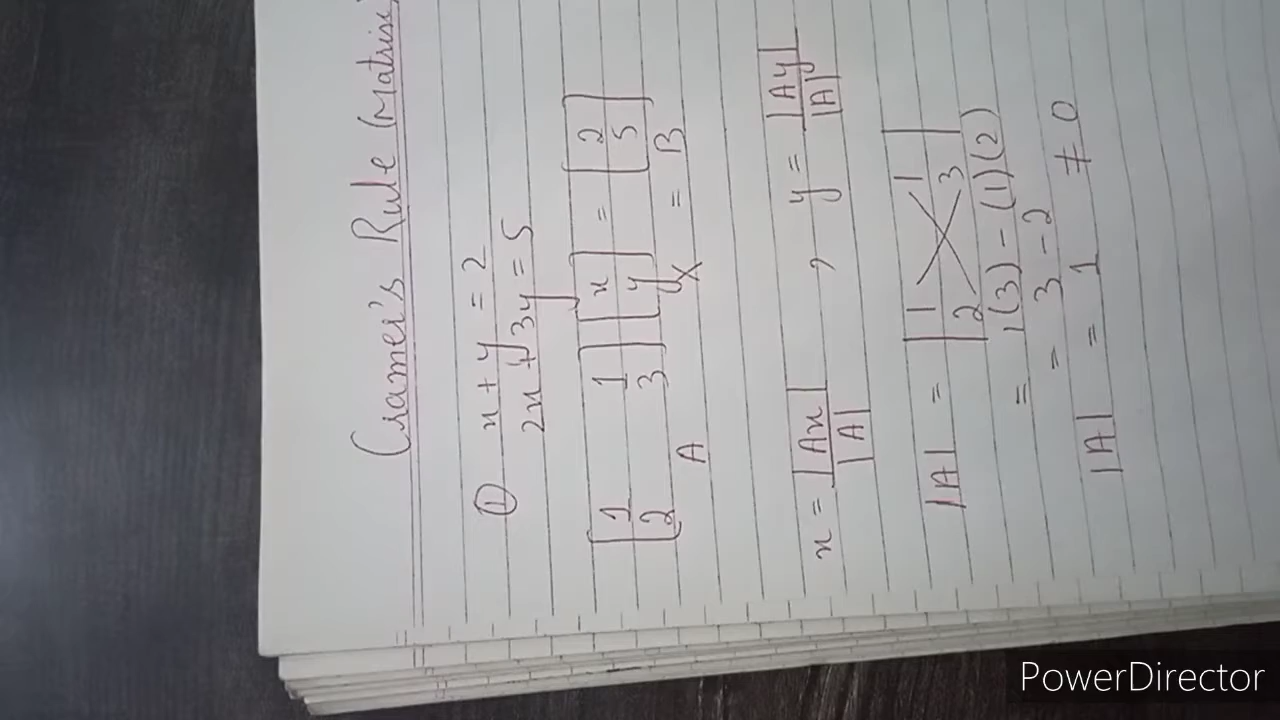 Cramer's Rule (Matrix)
① x + y = 2
2x + 3y = 5
[1 1] [x] = [2]
[2 3] [y] [5]
A X = B
x = |Ax| / |A| , y = |Ay| / |A|
|A| = |1 1|
|2 3|
= 1(3) - (1)(2)
= 3 - 2
|A| = 1 ≠ 0
PowerDirector